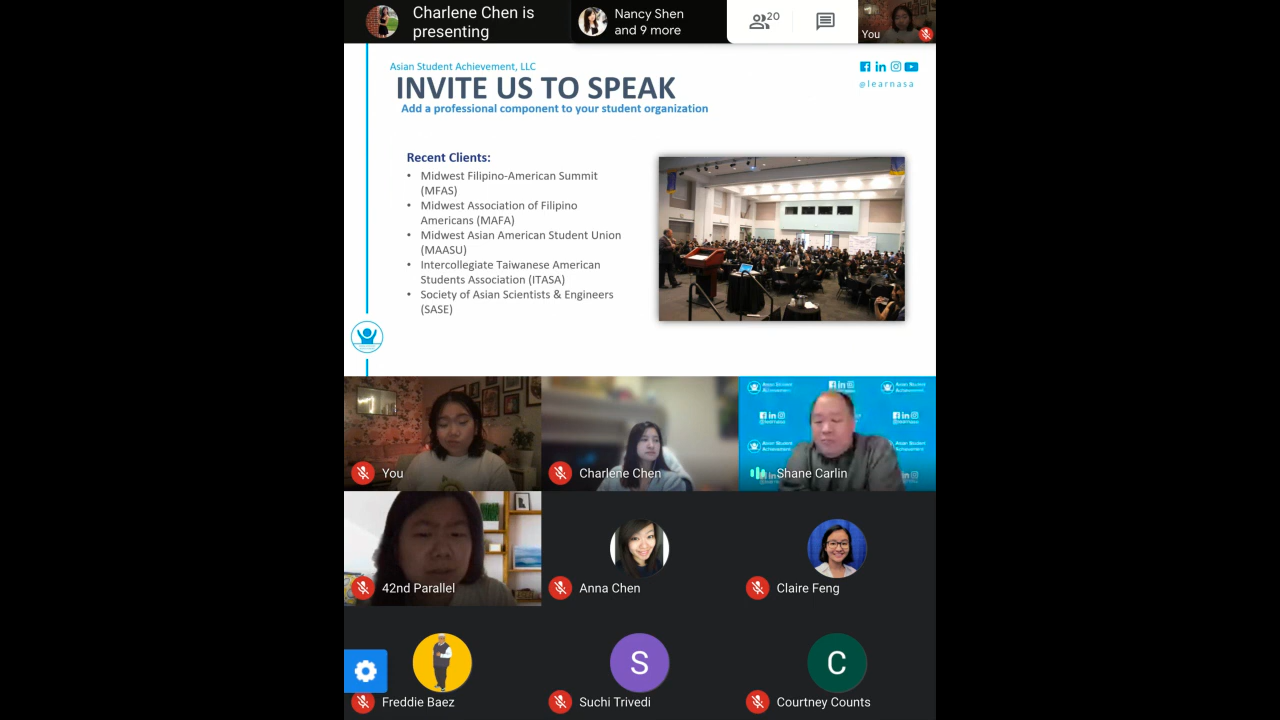 Charlene Chen is
presenting
Nancy Shen
and 9 more
20
You
Asian Student Achievement, LLC
INVITE US TO SPEAK
Add a professional component to your student organization
@learnasa
Recent Clients:
• Midwest Filipino-American Summit
(MFAS)
• Midwest Association of Filipino
Americans (MAFA)
• Midwest Asian American Student Union
(MAASU)
• Intercollegiate Taiwanese American
Students Association (ITASA)
• Society of Asian Scientists & Engineers
(SASE)
You
Charlene Chen
Shane Carlin
42nd Parallel
Anna Chen
Claire Feng
Freddie Baez
S
Suchi Trivedi
C
Courtney Counts